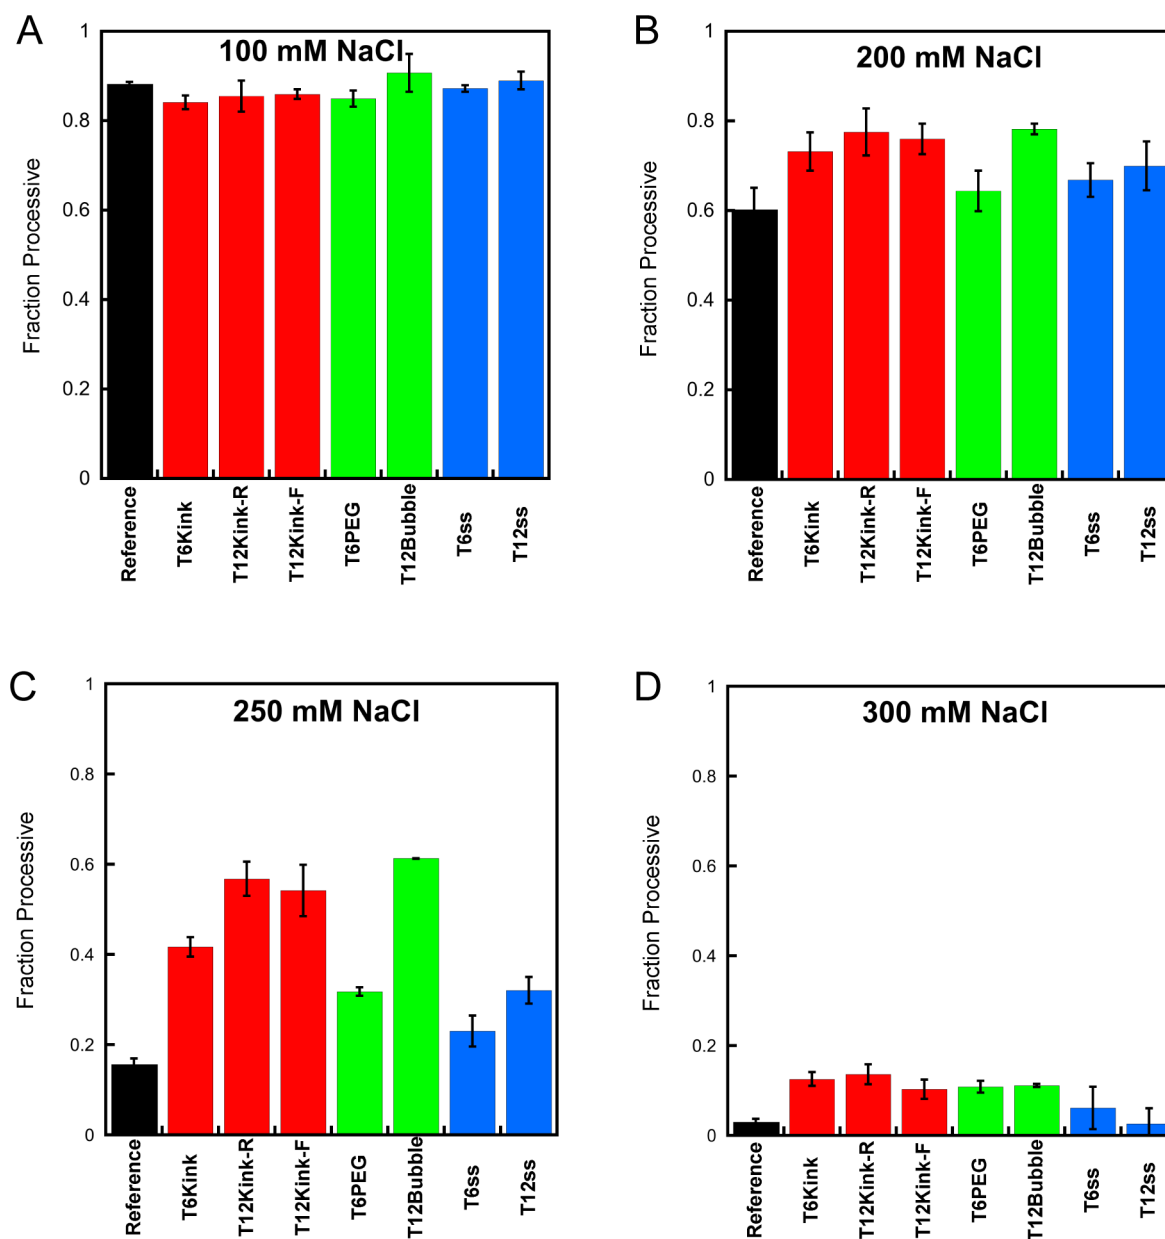 A
100 mM NaCl
Fraction Processive
1
0.8
0.6
0.4
0.2
0
Reference
T6Kink
T12Kink-R
T12Kink-F
T6PEG
T12Bubble
T6ss
T12ss
B
200 mM NaCl
Fraction Processive
1
0.8
0.6
0.4
0.2
0
Reference
T6Kink
T12Kink-R
T12Kink-F
T6PEG
T12Bubble
T6ss
T12ss
C
250 mM NaCl
Fraction Processive
1
0.8
0.6
0.4
0.2
0
Reference
T6Kink
T12Kink-R
T12Kink-F
T6PEG
T12Bubble
T6ss
T12ss
D
300 mM NaCl
Fraction Processive
1
0.8
0.6
0.4
0.2
0
Reference
T6Kink
T12Kink-R
T12Kink-F
T6PEG
T12Bubble
T6ss
T12ss